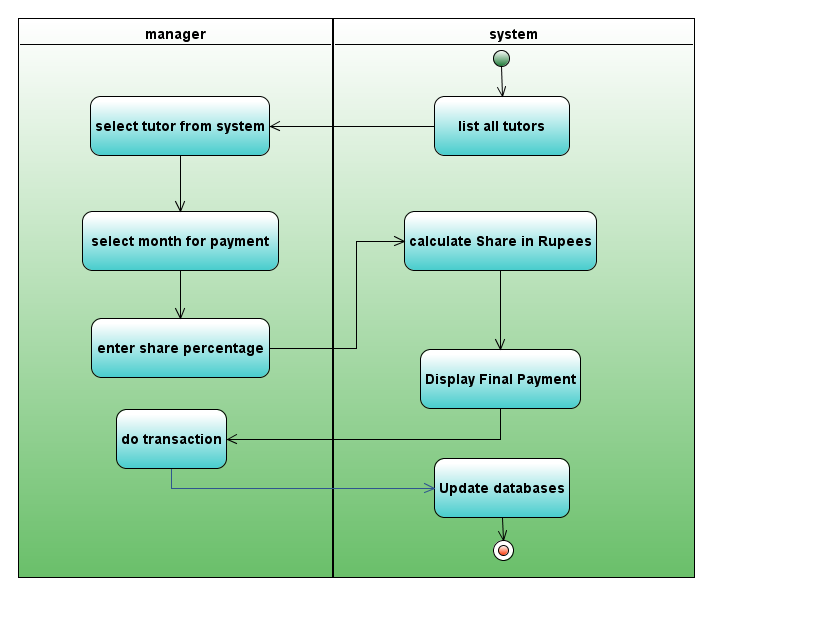 manager
system
select tutor from system
list all tutors
select month for payment
calculate Share in Rupees
enter share percentage
Display Final Payment
do transaction
Update databases